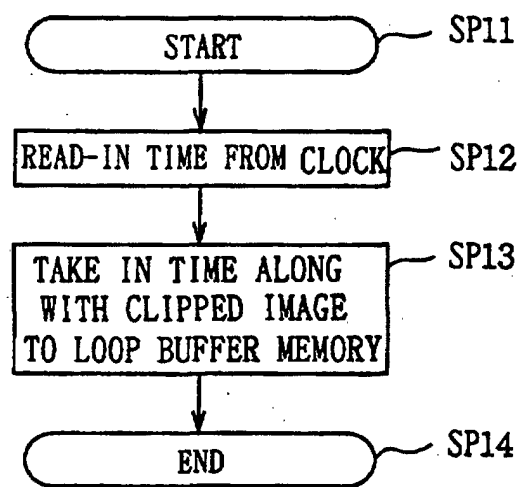 START
SP11
READ-IN TIME FROM CLOCK
SP12
TAKE IN TIME ALONG
WITH CLIPPED IMAGE
TO LOOP BUFFER MEMORY
SP13
END
SP14